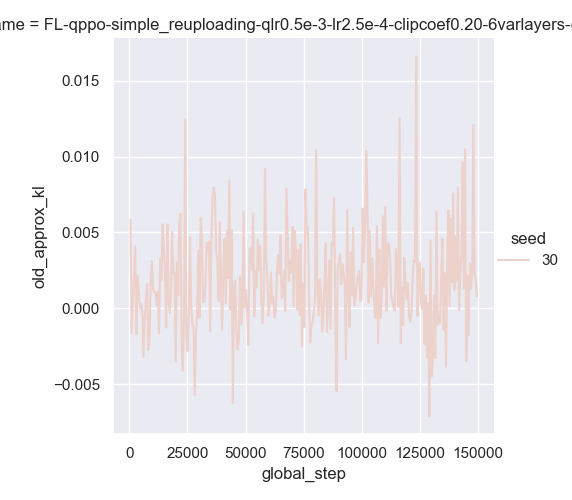 ame = FL-qppo-simple_reuploading-qlr0.5e-3-lr2.5e-4-clipcoef0.20-6varlayers-
0.015
0.010
0.005
0.000
−0.005
old_approx_kl
0 25000 50000 75000 100000 125000 150000
global_step
seed
30